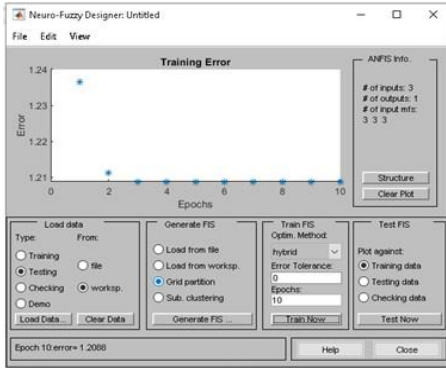 Neuro-Fuzzy Designer: Untitled
File Edit View
Training Error
1.24
1.23
1.22
1.21
Error
0 2 4 6 8 10
Epochs
ANFIS Info.
# of inputs: 3
# of outputs: 1
# of input mfs:
3 3 3
Structure
Clear Plot
Load data
Type: From:
Training
Testing
Checking
Demo
file
worksp.
Load Data... Clear Data
Generate FIS
Load from file
Load from worksp.
Grid partition
Sub. clustering
Generate FIS ...
Train FIS
Optim. Method:
hybrid
Error Tolerance:
0
Epochs:
10
Train Now
Test FIS
Plot against:
Training data
Testing data
Checking data
Test Now
Epoch 10:error= 1.2088
Help Close